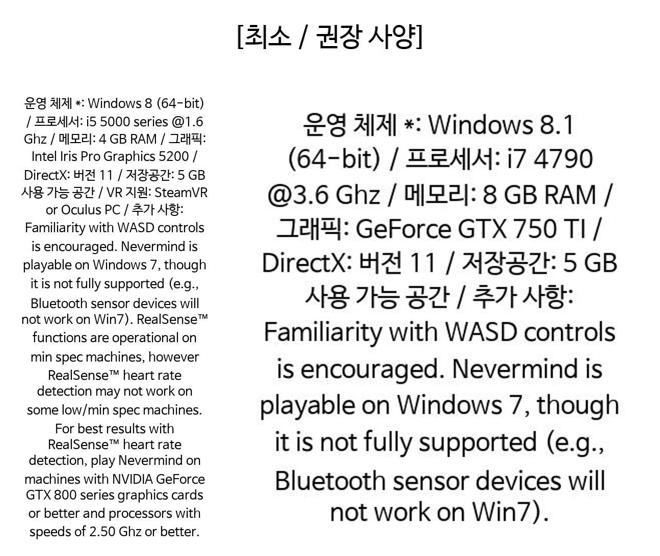 [최소 / 권장 사양]
운영 체제 *: Windows 8 (64-bit)
/ 프로세서: i5 5000 series @1.6
Ghz / 메모리: 4 GB RAM / 그래픽:
Intel Iris Pro Graphics 5200 /
DirectX: 버전 11 / 저장공간: 5 GB
사용 가능 공간 / VR 지원: SteamVR
or Oculus PC / 추가 사항:
Familiarity with WASD controls
is encouraged. Nevermind is
playable on Windows 7, though
it is not fully supported (e.g.,
Bluetooth sensor devices will
not work on Win7). RealSense™
functions are operational on
min spec machines, however
RealSense™ heart rate
detection may not work on
some low/min spec machines.
For best results with
RealSense™ heart rate
detection, play Nevermind on
machines with NVIDIA GeForce
GTX 800 series graphics cards
or better and processors with
speeds of 2.50 Ghz or better.
운영 체제 *: Windows 8.1
(64-bit) / 프로세서: i7 4790
@3.6 Ghz / 메모리: 8 GB RAM /
그래픽: GeForce GTX 750 TI /
DirectX: 버전 11 / 저장공간: 5 GB
사용 가능 공간 / 추가 사항:
Familiarity with WASD controls
is encouraged. Nevermind is
playable on Windows 7, though
it is not fully supported (e.g.,
Bluetooth sensor devices will
not work on Win7).